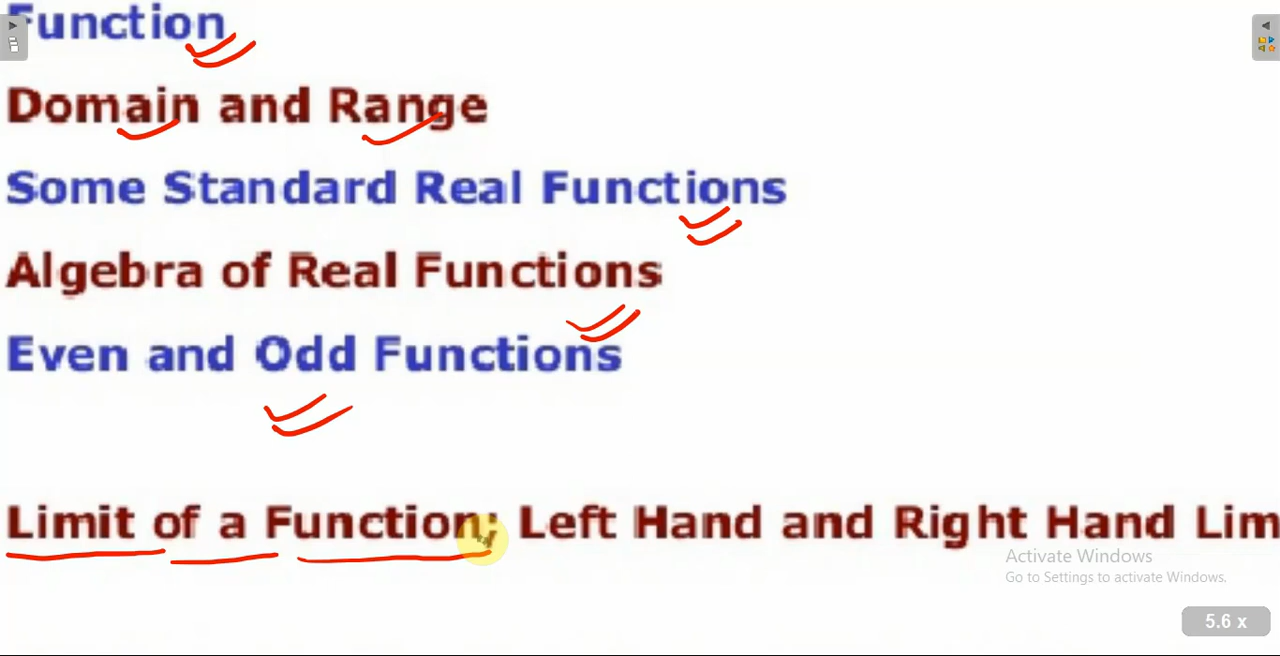 Function
Domain and Range
Some Standard Real Functions
Algebra of Real Functions
Even and Odd Functions
Limit of a Function; Left Hand and Right Hand Lim
Activate Windows
Go to Settings to activate Windows.
5.6 x